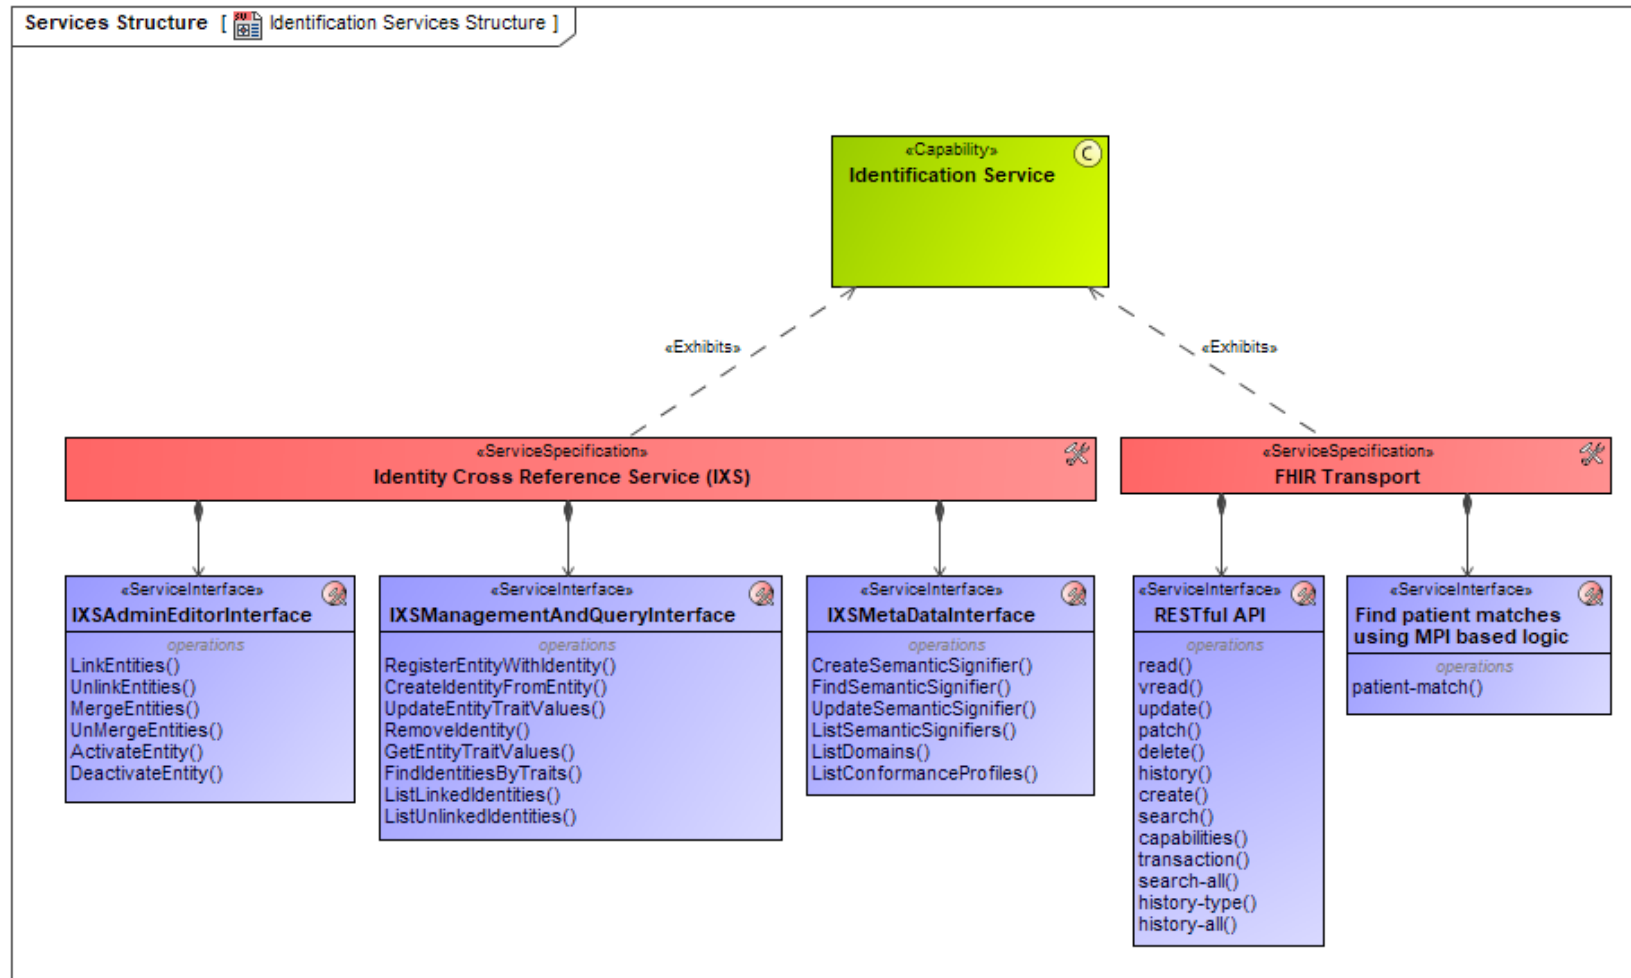 Services Structure [ Identification Services Structure ]
«Capability»
C
Identification Service
«Exhibits»
«Exhibits»
«ServiceSpecification»
Identity Cross Reference Service (IXS)
«ServiceSpecification»
FHIR Transport
«ServiceInterface»
IXSAdminEditorInterface
operations
LinkEntities()
UnlinkEntities()
MergeEntities()
UnMergeEntities()
ActivateEntity()
DeactivateEntity()
«ServiceInterface»
IXSManagementAndQueryInterface
operations
RegisterEntityWithIdentity()
CreateIdentityFromEntity()
UpdateEntityTraitValues()
RemoveIdentity()
GetEntityTraitValues()
FindIdentitiesByTraits()
ListLinkedIdentities()
ListUnlinkedIdentities()
«ServiceInterface»
IXSMetaDataInterface
operations
CreateSemanticSignifier()
FindSemanticSignifier()
UpdateSemanticSignifier()
ListSemanticSignifiers()
ListDomains()
ListConformanceProfiles()
«ServiceInterface»
RESTful API
operations
read()
vread()
update()
patch()
delete()
history()
create()
search()
capabilities()
transaction()
search-all()
history-type()
history-all()
«ServiceInterface»
Find patient matches
using MPI based logic
operations
patient-match()